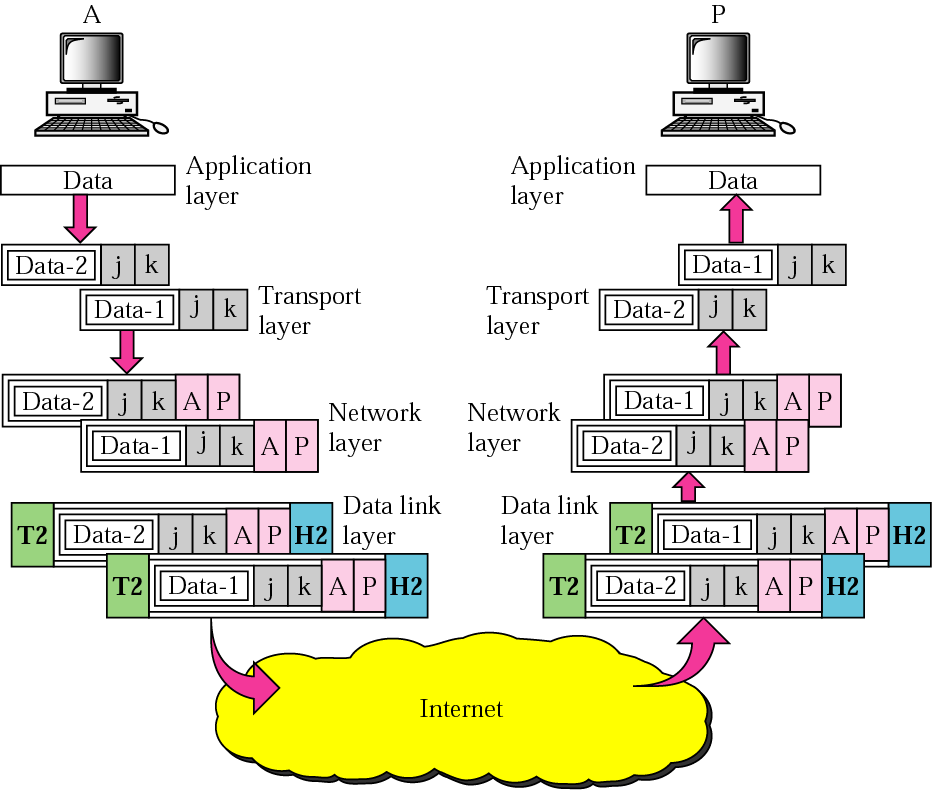 A
P
Data
Application
layer
Application
layer
Data
Data-2 j k
Data-1 j k
Data-1 j k
Transport
layer
Transport
layer
Data-2 j k
Data-2 j k A P
Data-1 j k A P
Network
layer
Network
layer
Data-1 j k A P
Data-2 j k A P
T2 Data-2 j k A P H2
Data link
layer
Data link
layer
T2 Data-1 j k A P H2
T2 Data-1 j k A P H2
T2 Data-2 j k A P H2
Internet